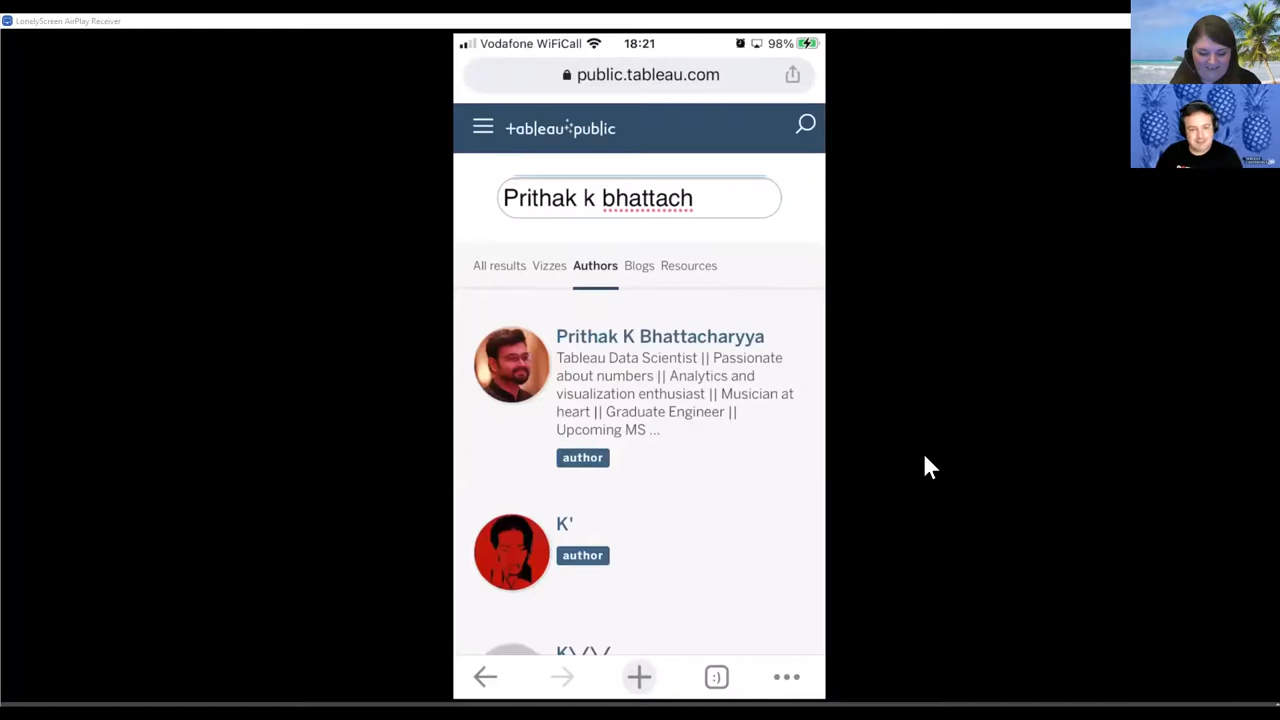 LonelyScreen AirPlay Receiver
Vodafone WiFiCall 18:21 98%
public.tableau.com
+ableau public
Prithak k bhattach
All results Vizzes Authors Blogs Resources
Prithak K Bhattacharyya
Tableau Data Scientist || Passionate
about numbers || Analytics and
visualization enthusiast || Musician at
heart || Graduate Engineer ||
Upcoming MS ...
author
K'
author
:)